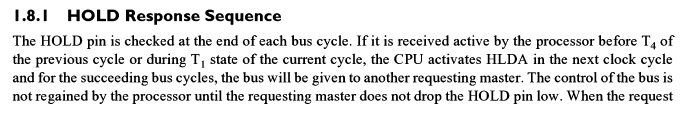 1.8.1 HOLD Response Sequence
The HOLD pin is checked at the end of each bus cycle. If it is received active by the processor before T4 of
the previous cycle or during T1 state of the current cycle, the CPU activates HLDA in the next clock cycle
and for the succeeding bus cycles, the bus will be given to another requesting master. The control of the bus is
not regained by the processor until the requesting master does not drop the HOLD pin low. When the request